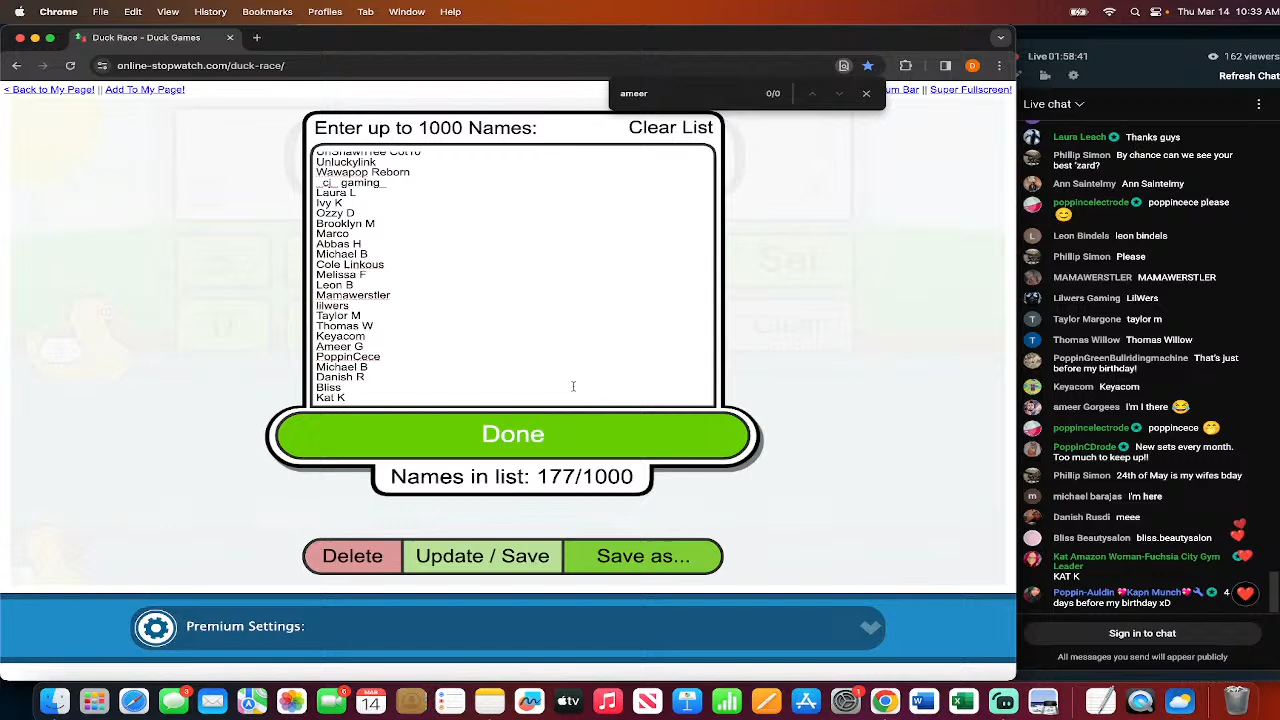 Chrome File Edit View History Bookmarks Profiles Tab Window Help Thu Mar 14 10:33 AM
Duck Race - Duck Games
online-stopwatch.com/duck-race/
< Back to My Page! || Add To My Page!
um Bar || Super Fullscreen!
ameer 0/0
Enter up to 1000 Names: Clear List
Unluckylink
Wawapop Reborn
_cj_ gaming_
Laura L
Ivy K
Ozzy D
Brooklyn M
Marco
Abbas H
Michael B
Cole Linkous
Melissa F
Leon B
Mamawerstler
lilwers
Taylor M
Thomas W
Keyacom
Ameer G
PoppinCece
Michael B
Danish R
Bliss
Kat K
Done
Names in list: 177/1000
Delete Update / Save Save as...
Premium Settings:
Live 01:58:41 162 viewers
Refresh Chat
Live chat
Laura Leach Thanks guys
Phillip Simon By chance can we see your
best 'zard?
Ann Saintelmy Ann Saintelmy
poppincelectrode poppincece please
Leon Bindels leon bindels
Phillip Simon Please
MAMAWERSTLER MAMAWERSTLER
Lilwers Gaming LilWers
Taylor Margone taylor m
Thomas Willow Thomas Willow
PoppinGreenBullridingmachine That's just
before my birthday!
Keyacom Keyacom
ameer Gorgees I'm I there
poppincelectrode poppincece
PoppinCDrode New sets every month.
Too much to keep up!!
Phillip Simon 24th of May is my wifes bday
michael barajas I'm here
Danish Rusdi meee
Bliss Beautysalon bliss.beautysalon
Kat Amazon Woman-Fuchsia City Gym
Leader
KAT K
Poppin-Auldin Kapn Munch 4
days before my birthday xD
Sign in to chat
All messages you send will appear publicly
3
MAR
14
6
1